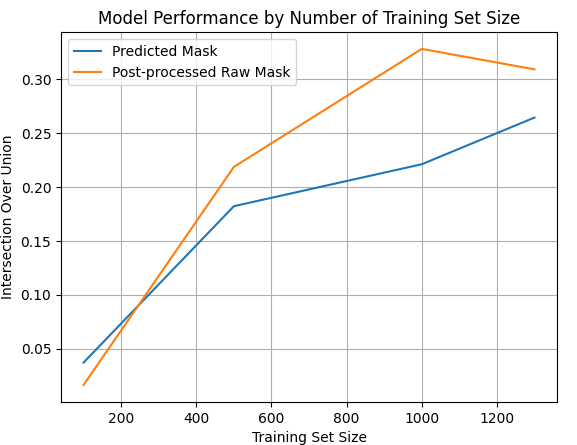 Model Performance by Number of Training Set Size
Predicted Mask
Post-processed Raw Mask
Intersection Over Union
0.30
0.25
0.20
0.15
0.10
0.05
200 400 600 800 1000 1200
Training Set Size